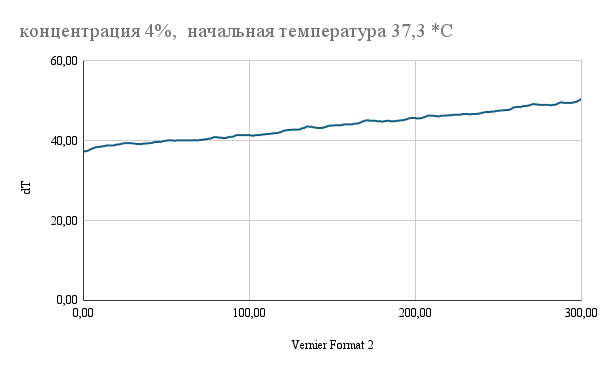 концентрация 4%, начальная температура 37,3 *C
60,00
40,00
20,00
0,00
dT
0,00 100,00 200,00 300,00
Vernier Format 2